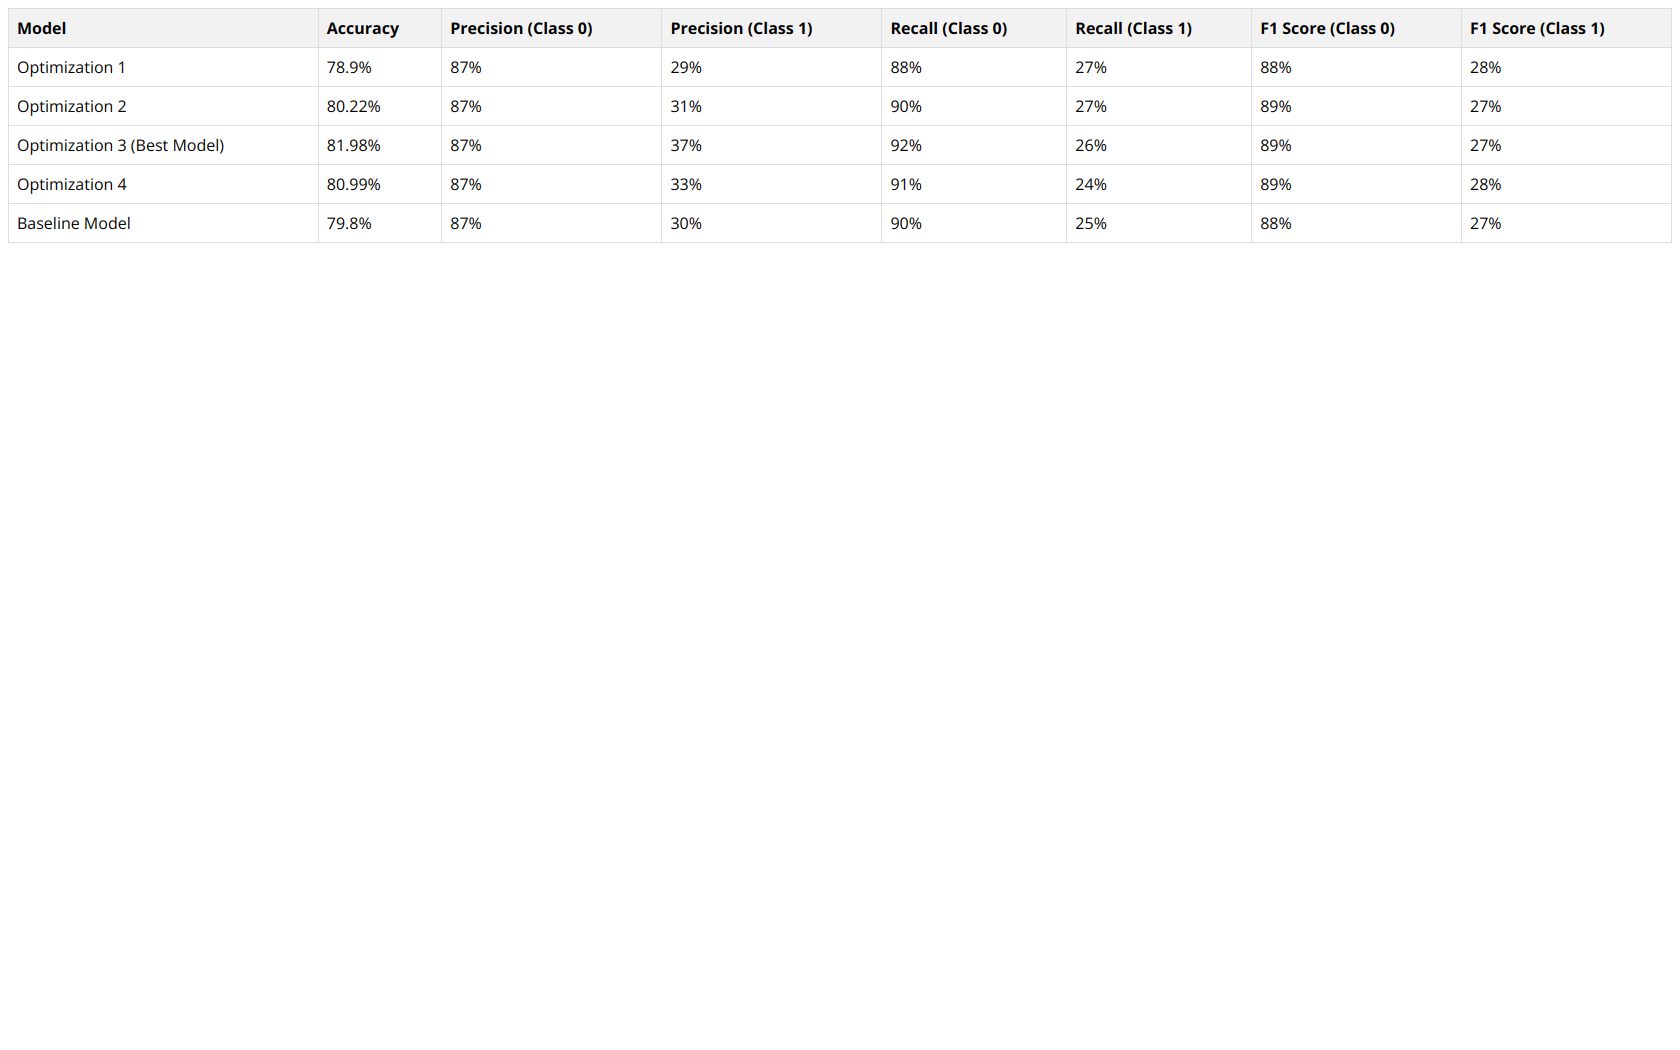 Model Accuracy Precision (Class 0) Precision (Class 1) Recall (Class 0) Recall (Class 1) F1 Score (Class 0) F1 Score (Class 1)
Optimization 1 78.9% 87% 29% 88% 27% 88% 28%
Optimization 2 80.22% 87% 31% 90% 27% 89% 27%
Optimization 3 (Best Model) 81.98% 87% 37% 92% 26% 89% 27%
Optimization 4 80.99% 87% 33% 91% 24% 89% 28%
Baseline Model 79.8% 87% 30% 90% 25% 88% 27%